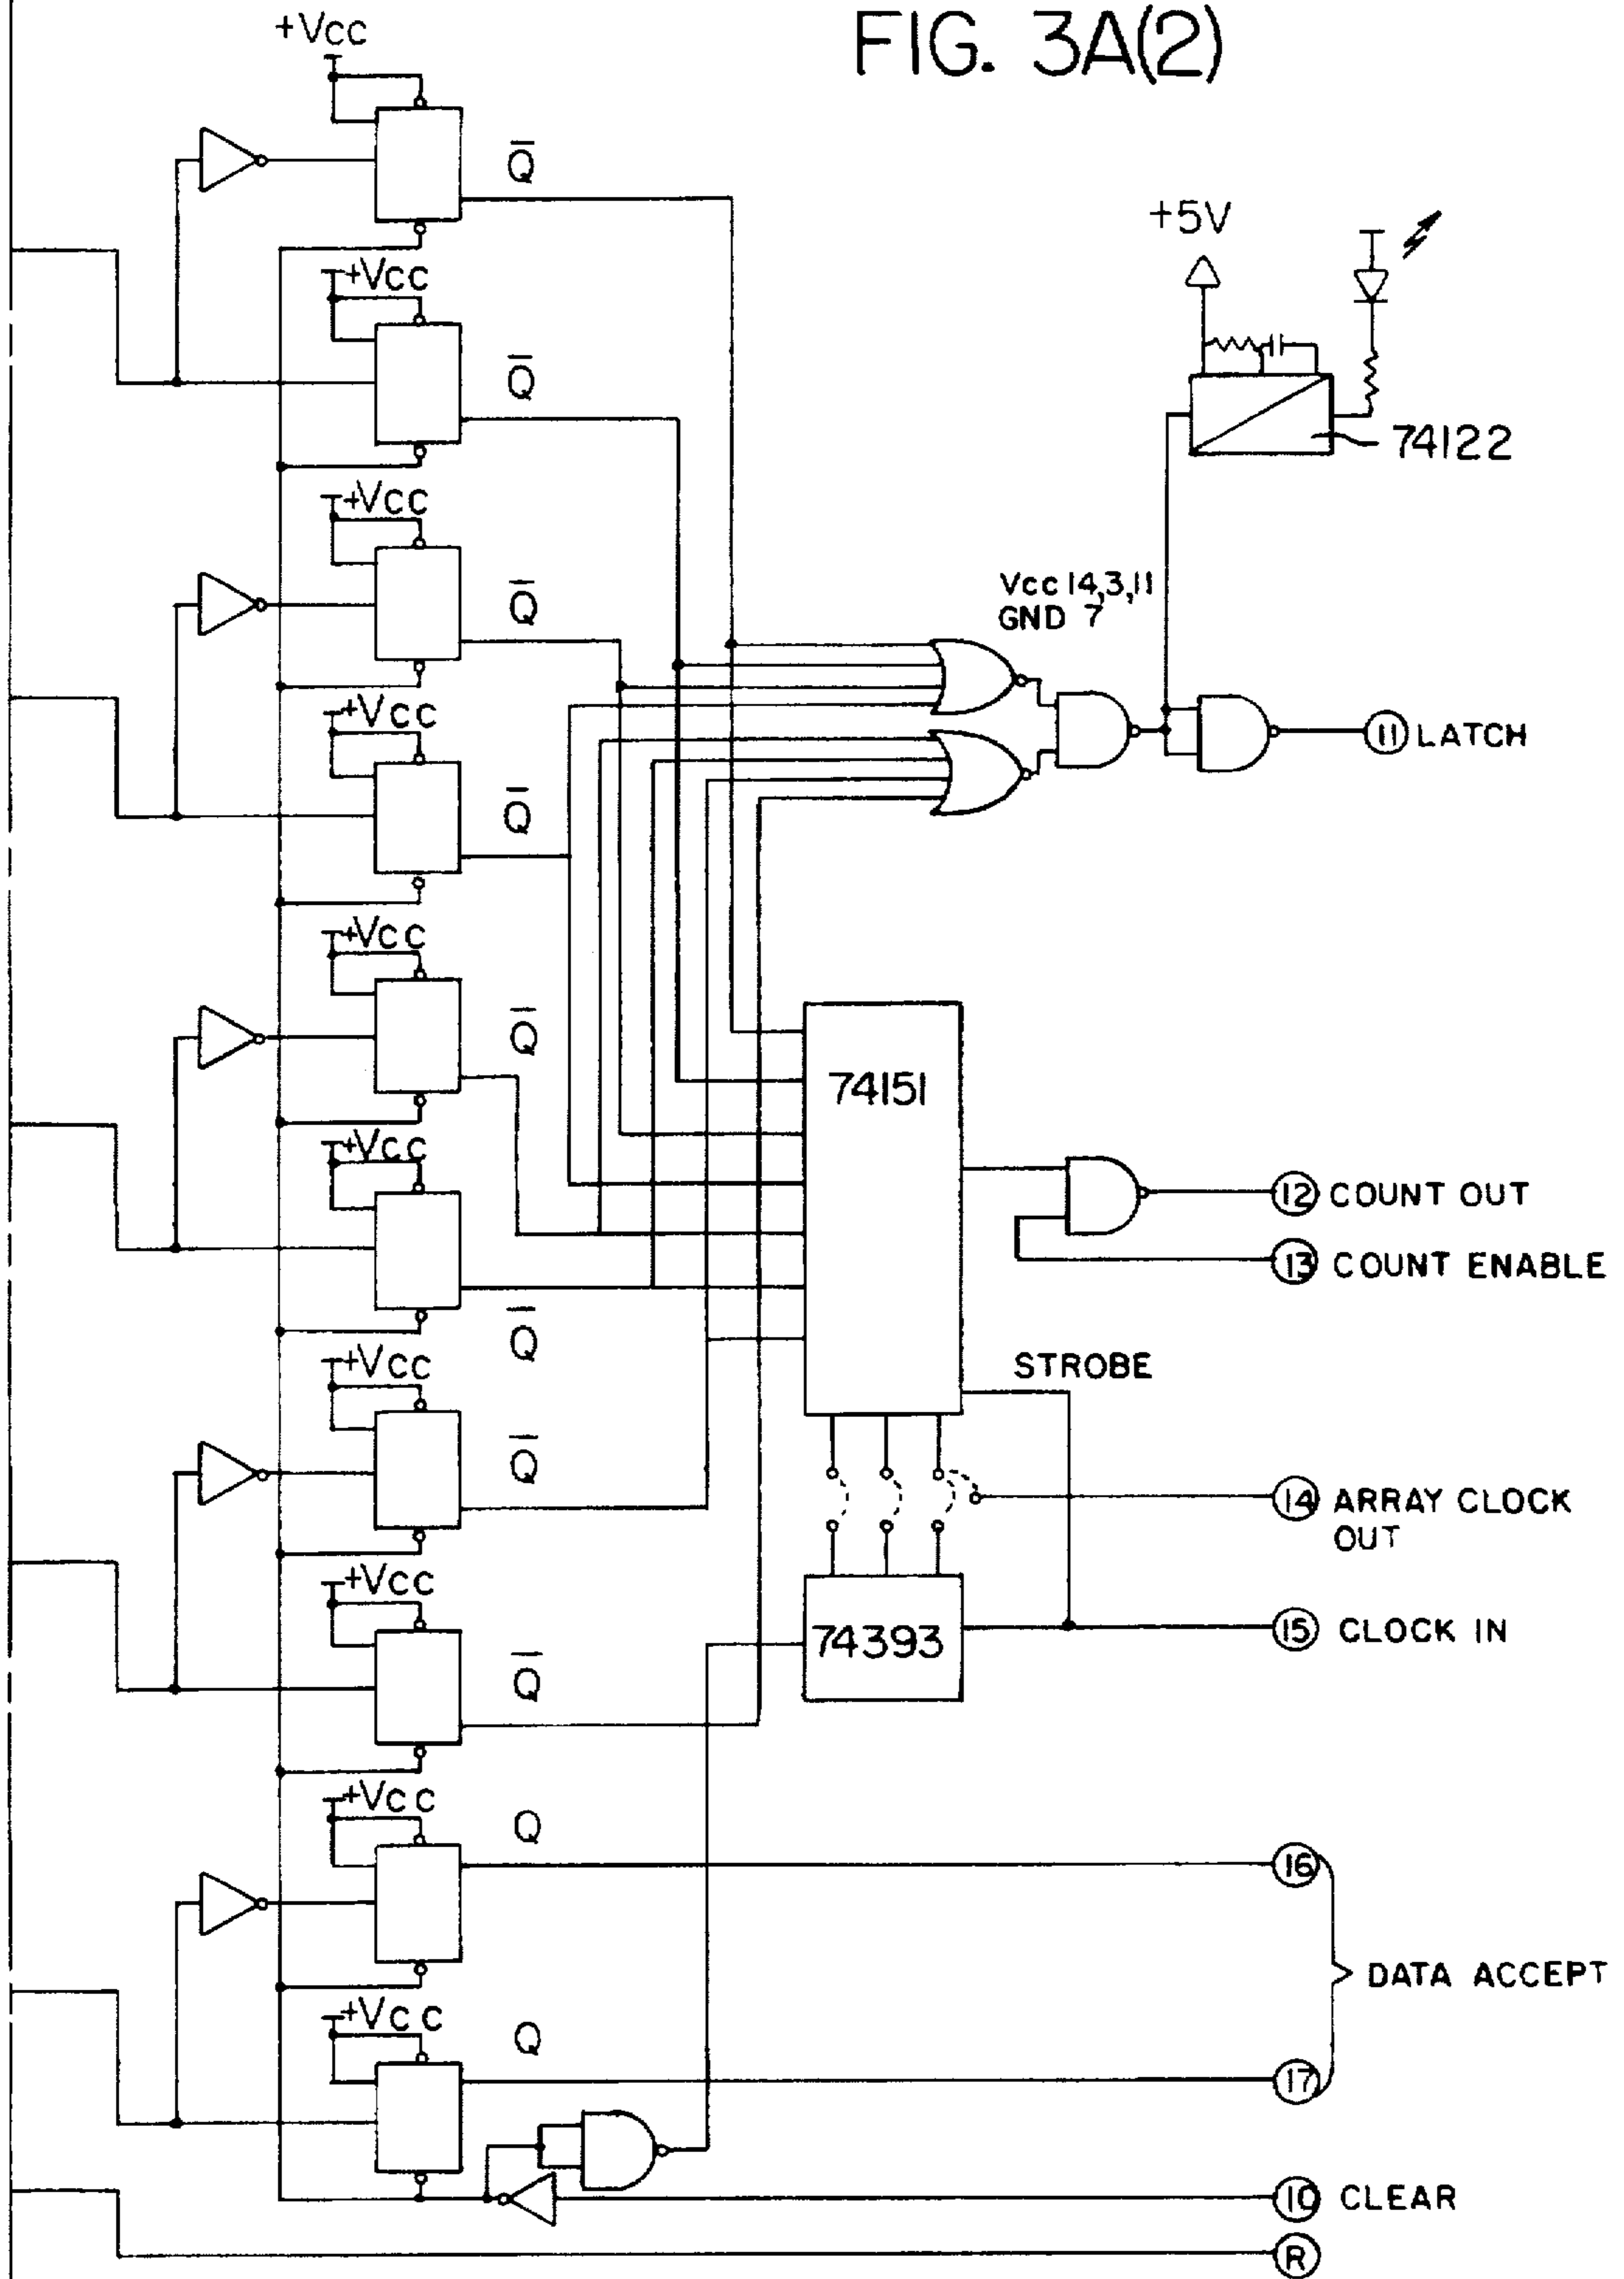 FIG. 3A(2)
+Vcc
Q̅
+5V
+Vcc
Q̅
74122
+Vcc
Q̅
Vcc 14,3,11
GND 7
+Vcc
11 LATCH
Q̅
+Vcc
Q̅
74151
+Vcc
12 COUNT OUT
13 COUNT ENABLE
Q̅
+Vcc
STROBE
Q̅
14 ARRAY CLOCK
OUT
+Vcc
15 CLOCK IN
74393
Q̅
+Vcc
Q
16
DATA ACCEPT
+Vcc
Q
17
10 CLEAR
R